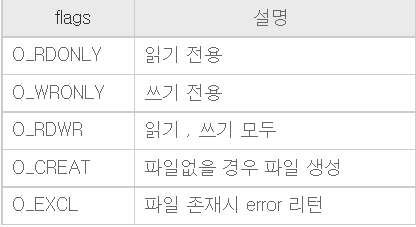 flags 설명
O_RDONLY 읽기 전용
O_WRONLY 쓰기 전용
O_RDWR 읽기 , 쓰기 모두
O_CREAT 파일없을 경우 파일 생성
O_EXCL 파일 존재시 error 리턴